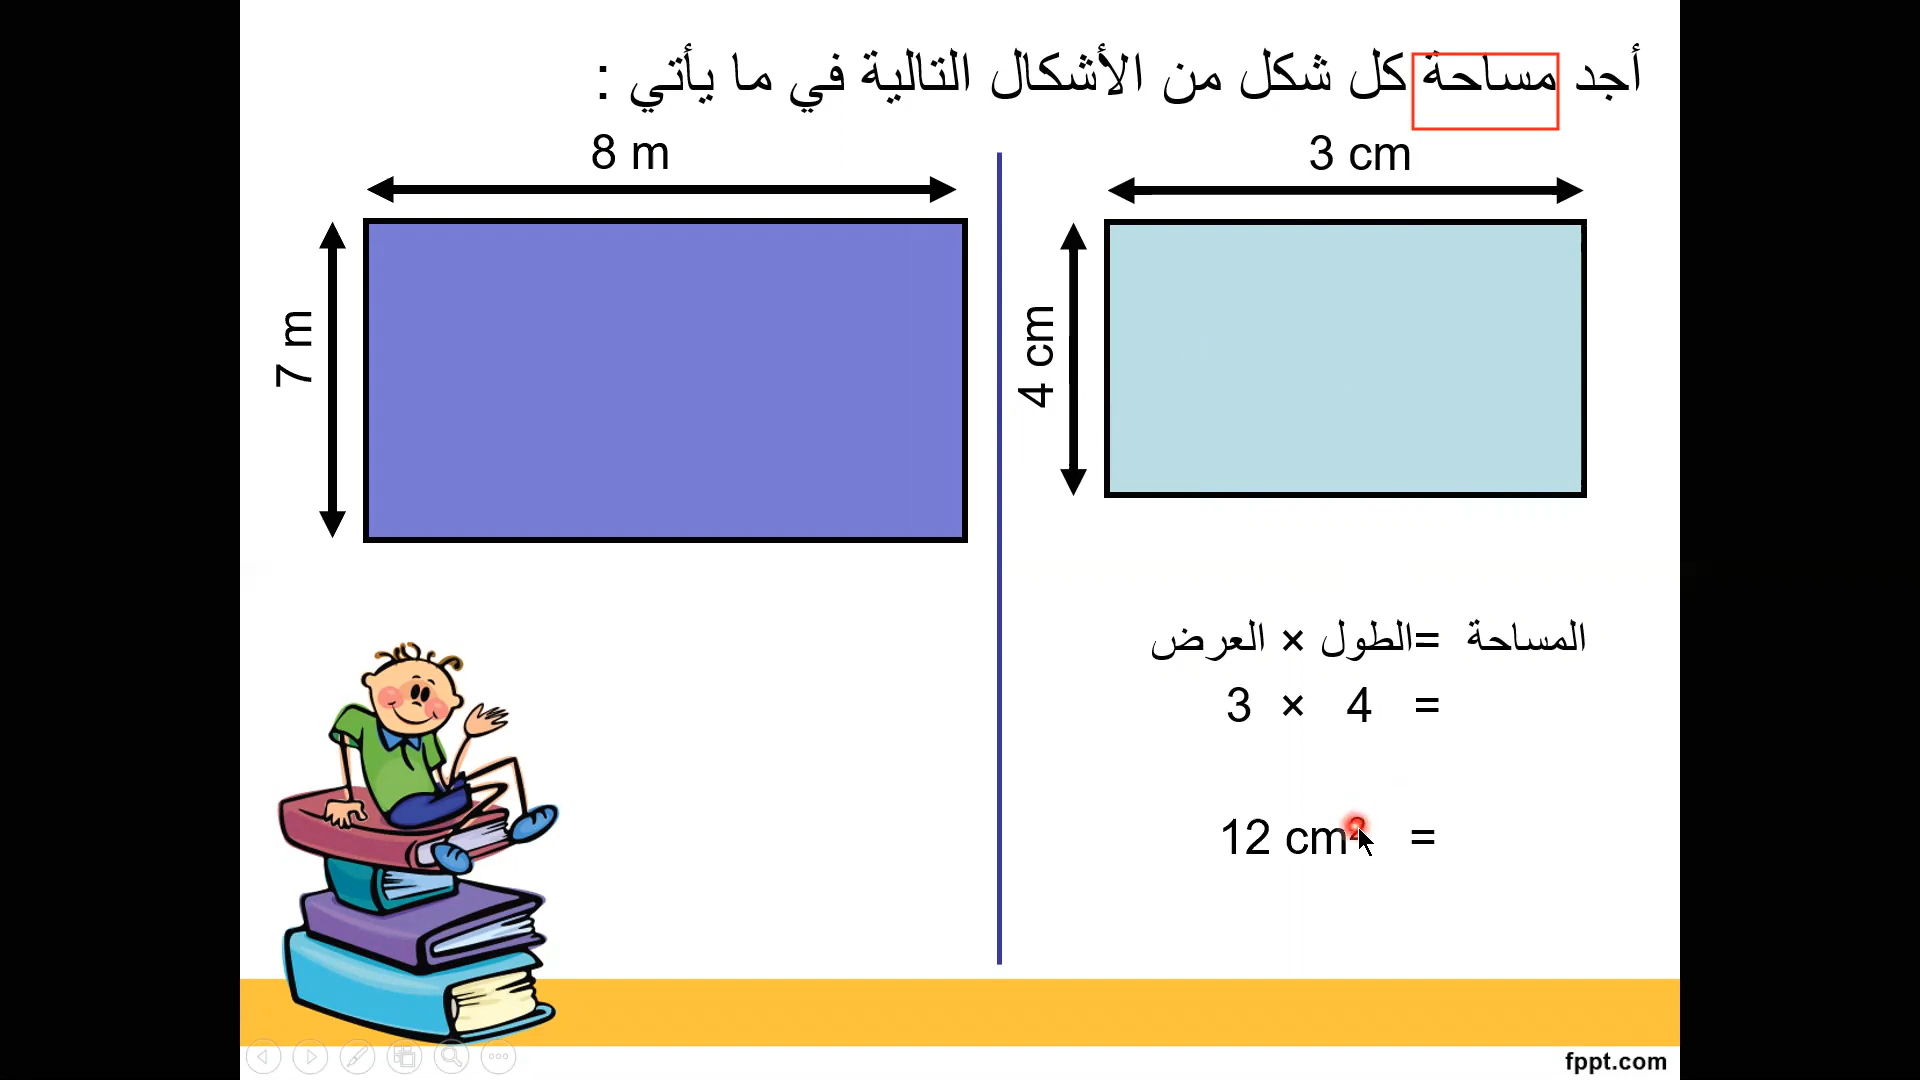 أجد مساحة كل شكل من الأشكال التالية في ما يأتي :
3 cm
4 cm
المساحة = الطول × العرض
= 4 × 3
= 12 cm²
8 m
7 m
fppt.com